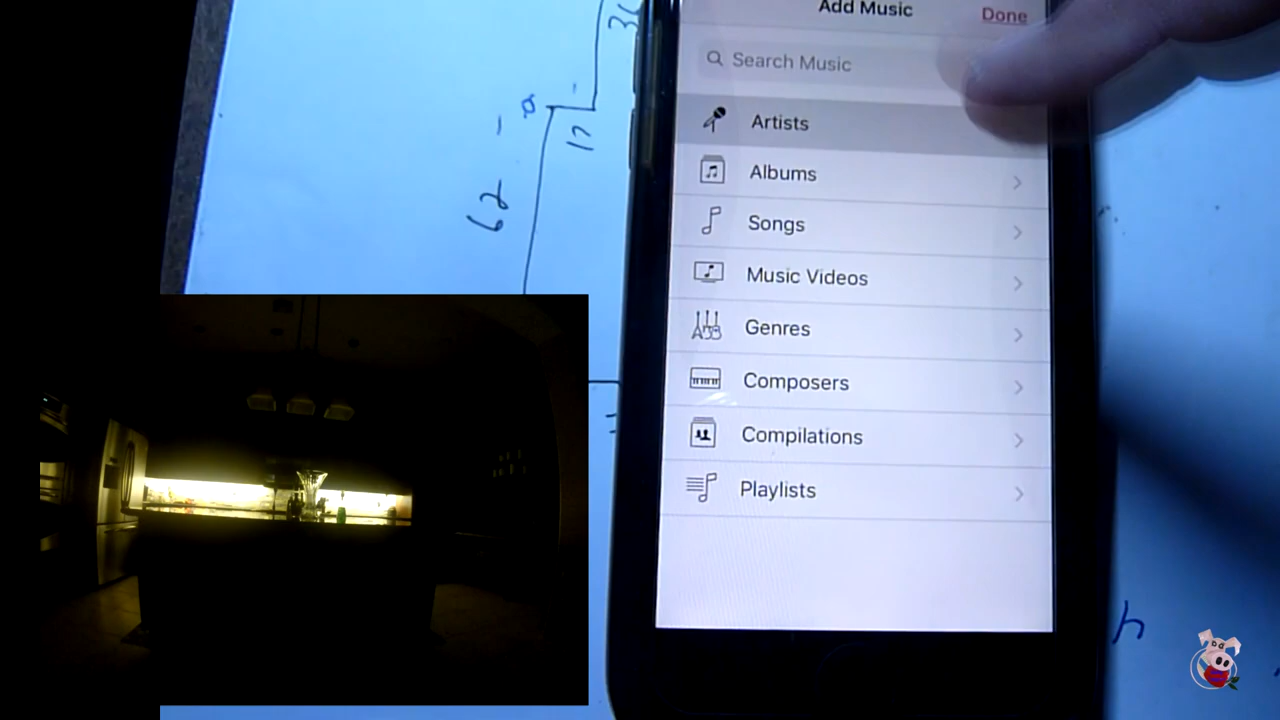 Add Music
Done
Search Music
Artists
Albums
Songs
Music Videos
Genres
Composers
Compilations
Playlists
17
62
h